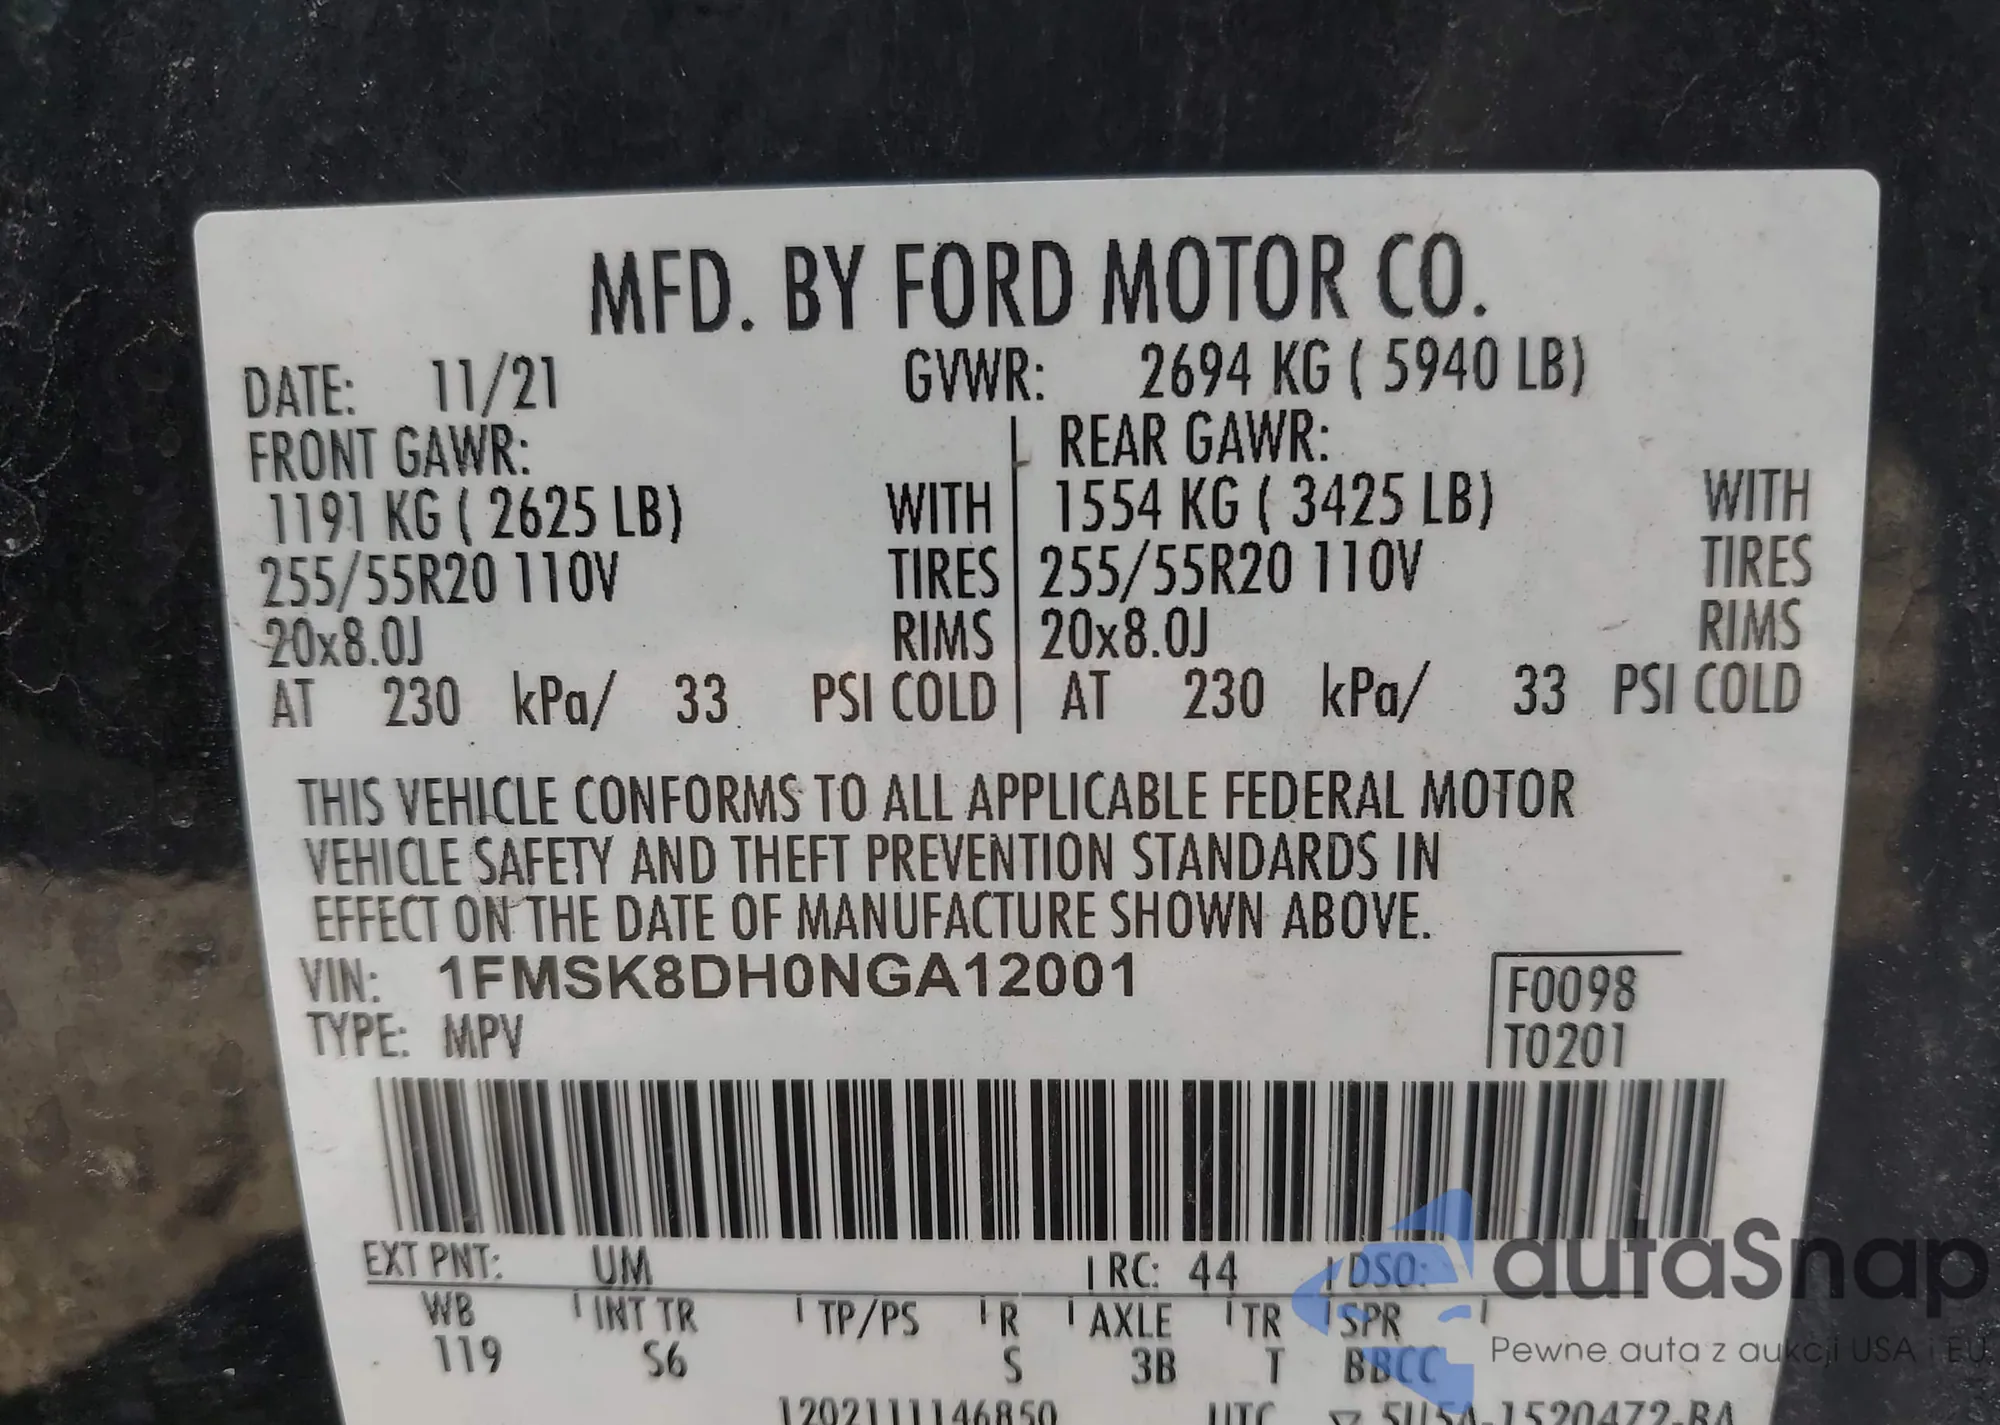 MFD. BY FORD MOTOR CO.
DATE: 11/21 GVWR: 2694 KG ( 5940 LB)
FRONT GAWR: REAR GAWR:
1191 KG ( 2625 LB) WITH 1554 KG ( 3425 LB) WITH
255/55R20 110V TIRES 255/55R20 110V TIRES
20x8.0J RIMS 20x8.0J RIMS
AT 230 kPa/ 33 PSI COLD AT 230 kPa/ 33 PSI COLD
THIS VEHICLE CONFORMS TO ALL APPLICABLE FEDERAL MOTOR
VEHICLE SAFETY AND THEFT PREVENTION STANDARDS IN
EFFECT ON THE DATE OF MANUFACTURE SHOWN ABOVE.
VIN: 1FMSK8DH0NGA12001
F0098
TYPE: MPV
T0201
EXT PNT: UM RC: 44 DSO:
WB INT TR TP/PS R AXLE TR SPR
119 S6 S 3B T BBCC
1202111146850 UTC 5U5A-1520472-BA
autaSnap
Pewne auta z aukcji USA i EU